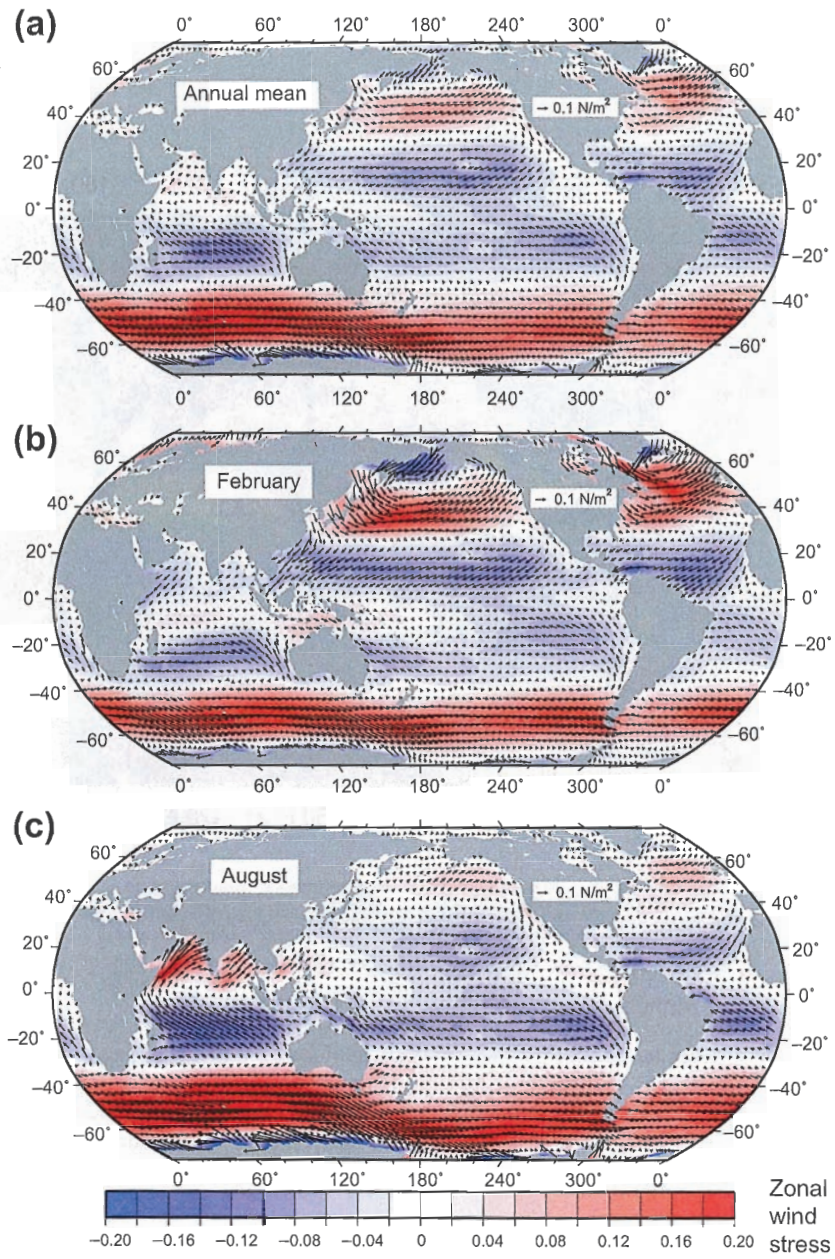 (a)
0° 60° 120° 180° 240° 300° 0°
60° 60°
Annual mean
→ 0.1 N/m²
40° 40°
20° 20°
0° 0°
−20° −20°
−40° −40°
−60° −60°
0° 60° 120° 180° 240° 300° 0°
(b)
60° 60°
February
→ 0.1 N/m²
40° 40°
20° 20°
0° 0°
−20° −20°
−40° −40°
−60° −60°
0° 60° 120° 180° 240° 300° 0°
(c)
60° 60°
August
→ 0.1 N/m²
40° 40°
20° 20°
0° 0°
−20° −20°
−40° −40°
−60° −60°
0° 60° 120° 180° 240° 300° 0°
Zonal
wind
stress
−0.20 −0.16 −0.12 −0.08 −0.04 0 0.04 0.08 0.12 0.16 0.20